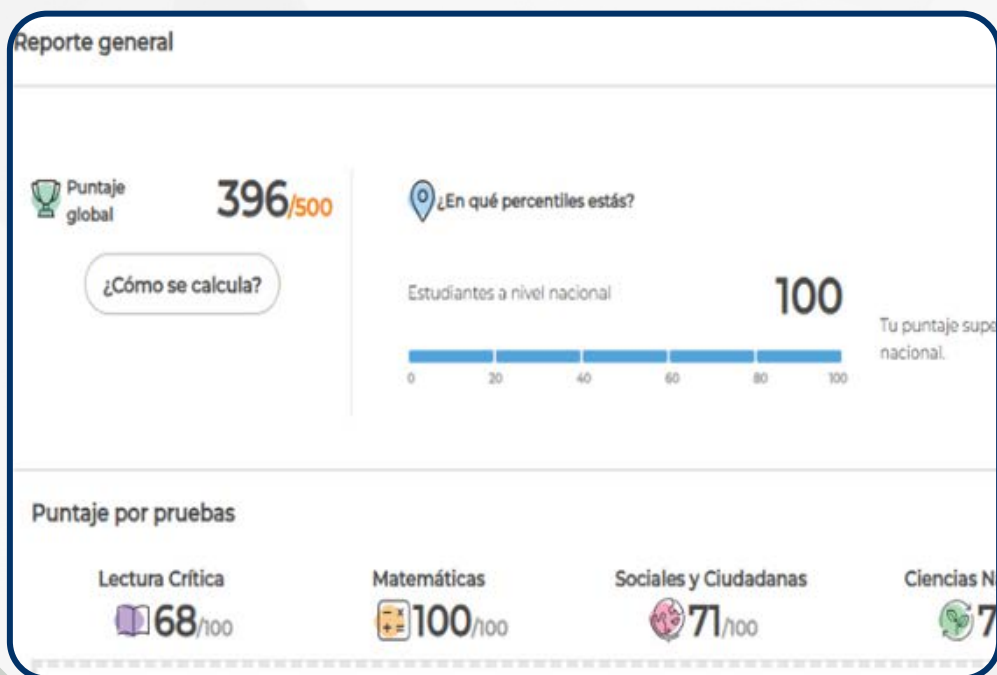 Reporte general
Puntaje global
396/500
¿Cómo se calcula?
¿En qué percentiles estás?
Estudiantes a nivel nacional
100
0 20 40 60 80 100
Tu puntaje
nacional.
Puntaje por pruebas
Lectura Crítica
68/100
Matemáticas
100/100
Sociales y Ciudadanas
71/100
Ciencias